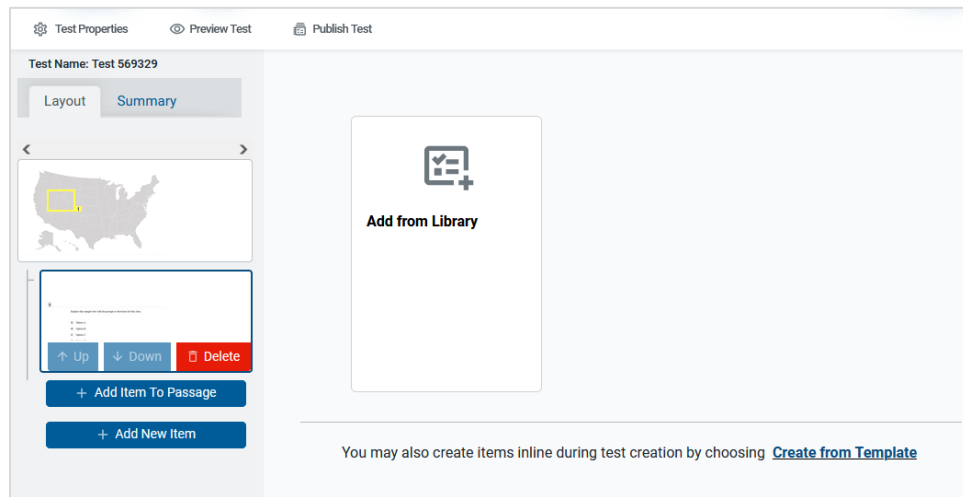 Test Properties
Preview Test
Publish Test
Test Name: Test 569329
Layout
Summary
Add from Library
Up
Down
Delete
+ Add Item To Passage
+ Add New Item
You may also create items inline during test creation by choosing Create from Template